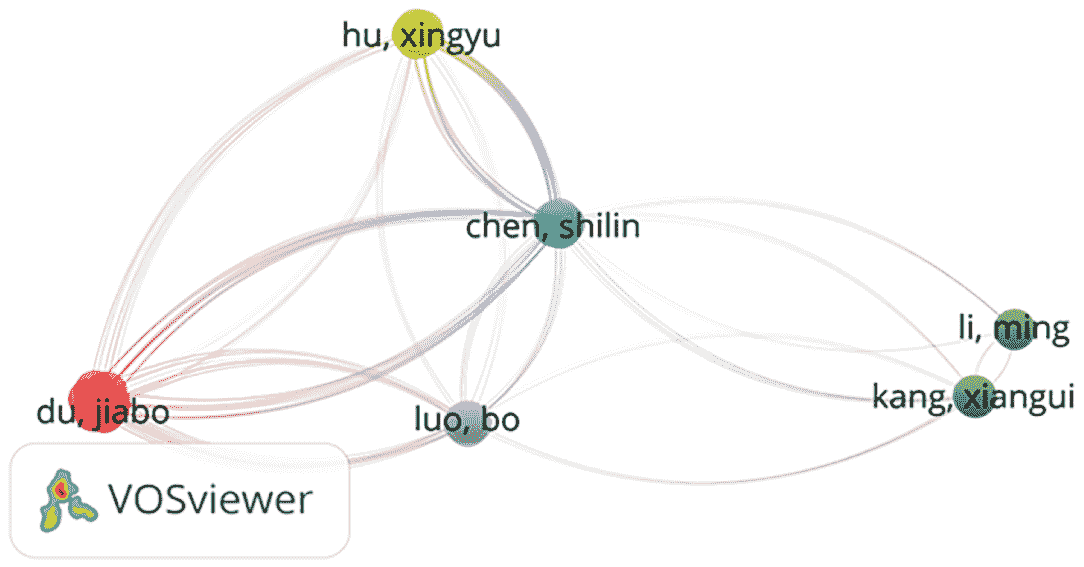 hu, xingyu
chen, shilin
li, ming
kang, xiangui
du, jiabo
luo, bo
VOSviewer